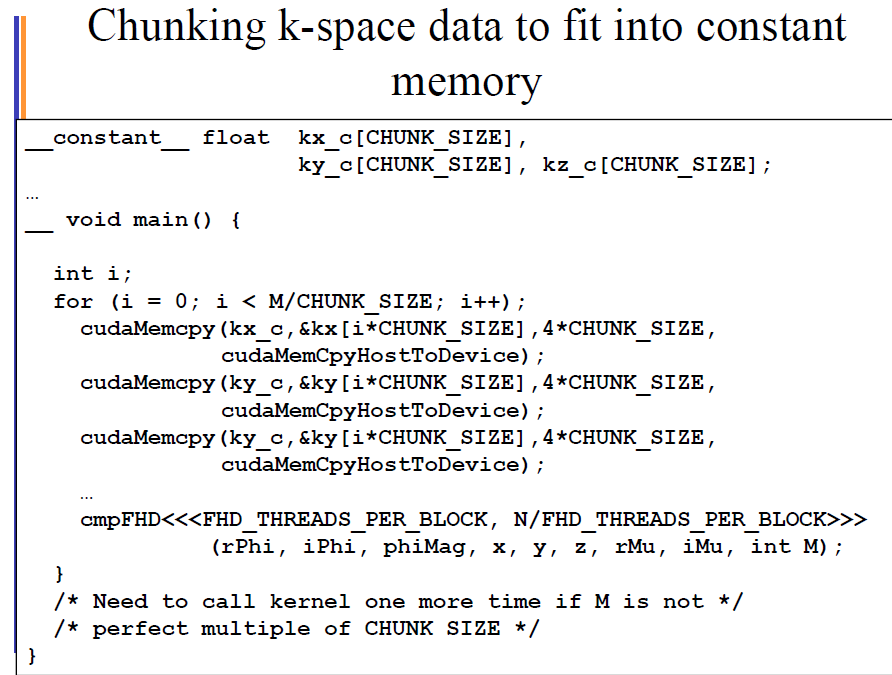 Chunking k-space data to fit into constant
memory
__constant__ float  kx_c[CHUNK_SIZE],
                    ky_c[CHUNK_SIZE], kz_c[CHUNK_SIZE];
...
__ void main() {
  int i;
  for (i = 0; i < M/CHUNK_SIZE; i++);
    cudaMemcpy(kx_c,&kx[i*CHUNK_SIZE],4*CHUNK_SIZE,
              cudaMemCpyHostToDevice);
    cudaMemcpy(ky_c,&ky[i*CHUNK_SIZE],4*CHUNK_SIZE,
              cudaMemCpyHostToDevice);
    cudaMemcpy(ky_c,&ky[i*CHUNK_SIZE],4*CHUNK_SIZE,
              cudaMemCpyHostToDevice);
    ...
    cmpFHD<<<FHD_THREADS_PER_BLOCK, N/FHD_THREADS_PER_BLOCK>>>
             (rPhi, iPhi, phiMag, x, y, z, rMu, iMu, int M);
  }
  /* Need to call kernel one more time if M is not */
  /* perfect multiple of CHUNK SIZE */
}